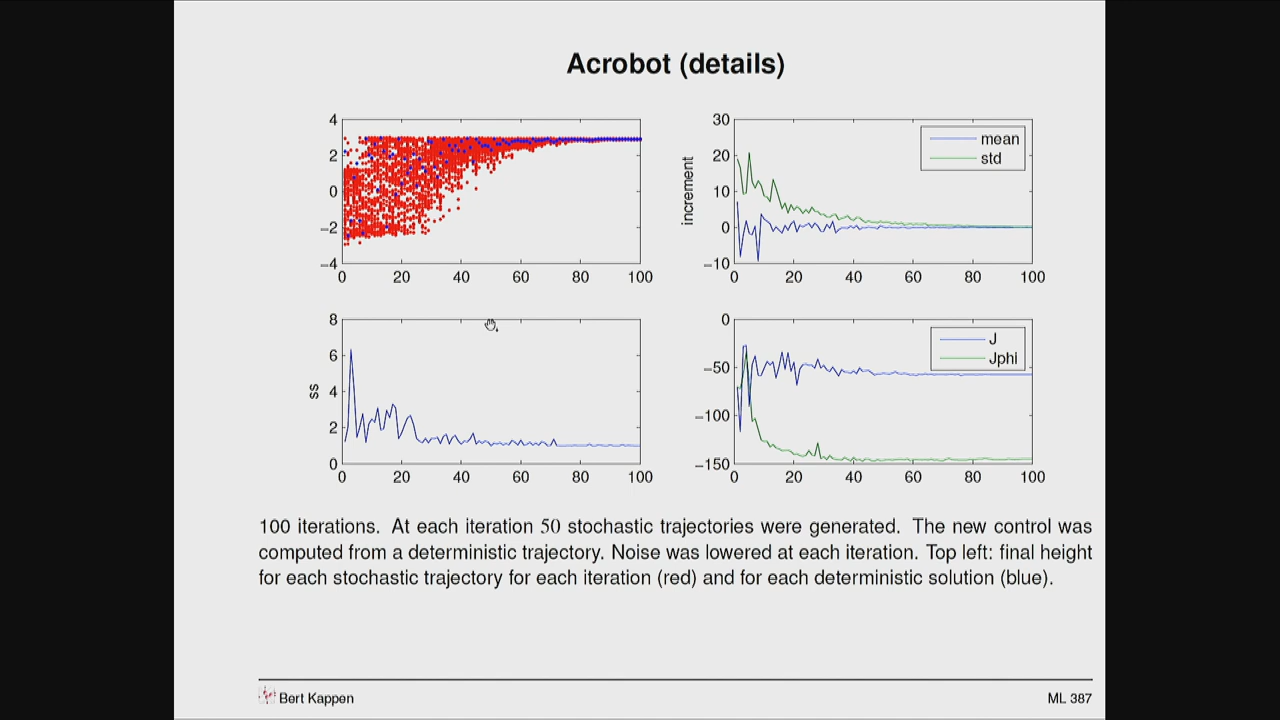 Acrobot (details)
4
2
0
−2
−4
0 20 40 60 80 100
increment
30
20
10
0
−10
0 20 40 60 80 100
mean
std
ss
8
6
4
2
0
0 20 40 60 80 100
0
−50
−100
−150
0 20 40 60 80 100
J
Jphi
100 iterations. At each iteration 50 stochastic trajectories were generated. The new control was
computed from a deterministic trajectory. Noise was lowered at each iteration. Top left: final height
for each stochastic trajectory for each iteration (red) and for each deterministic solution (blue).
Bert Kappen
ML 387